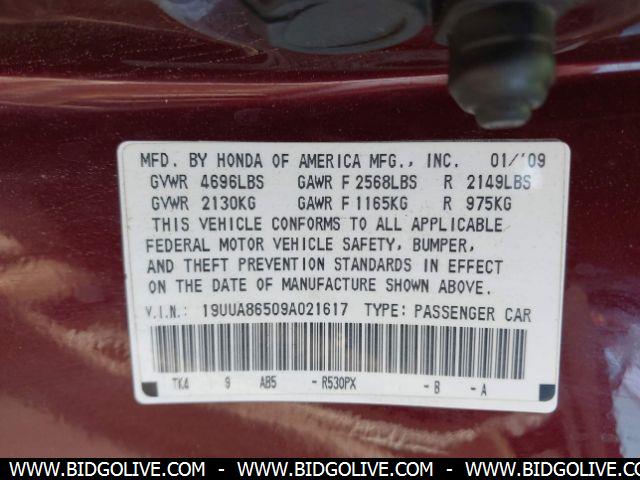 MFD. BY HONDA OF AMERICA MFG., INC. 01/'09
GVWR 4696LBS GAWR F 2568LBS R 2149LBS
GVWR 2130KG GAWR F 1165KG R 975KG
THIS VEHICLE CONFORMS TO ALL APPLICABLE
FEDERAL MOTOR VEHICLE SAFETY, BUMPER,
AND THEFT PREVENTION STANDARDS IN EFFECT
ON THE DATE OF MANUFACTURE SHOWN ABOVE.
V.I.N.: 19UUA86509A021617 TYPE: PASSENGER CAR
TK4 9 AB5 - R530PX - B - A
WWW.BIDGOLIVE.COM - WWW.BIDGOLIVE.COM - WWW.BIDGOLIVE.COM